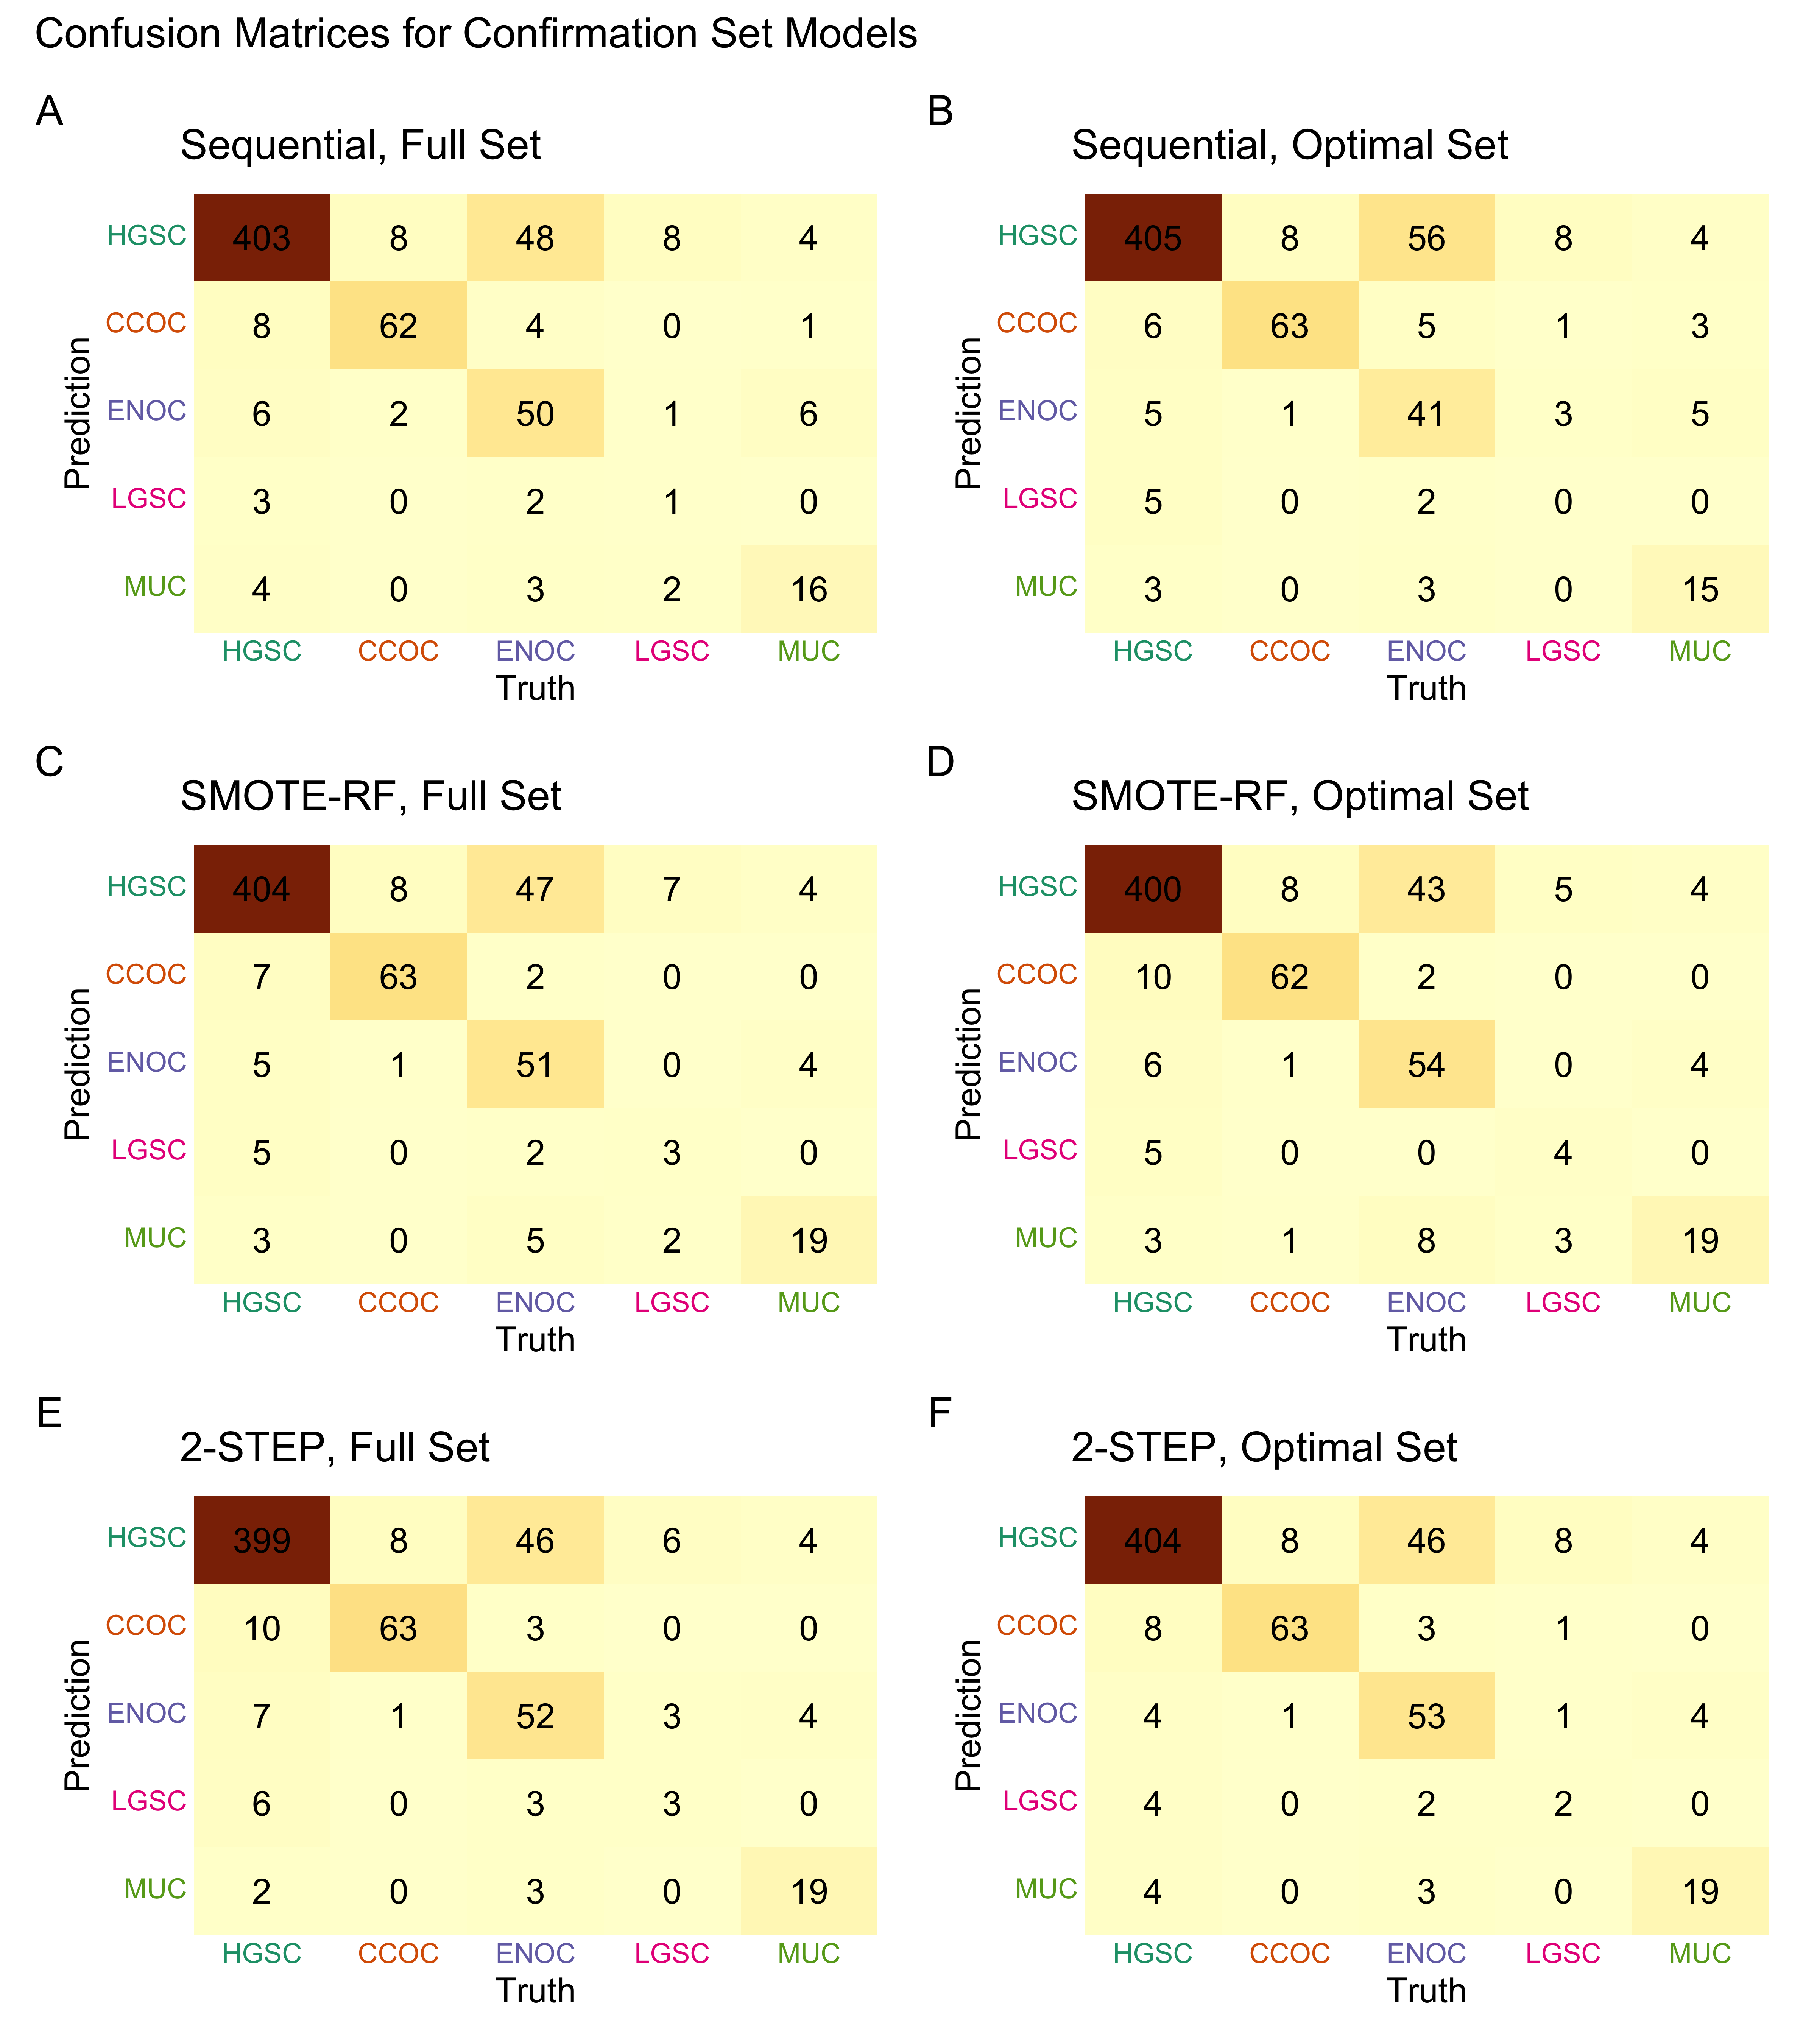 Confusion Matrices for Confirmation Set Models
A
Sequential, Full Set
Prediction
HGSC 403 8 48 8 4
CCOC 8 62 4 0 1
ENOC 6 2 50 1 6
LGSC 3 0 2 1 0
MUC 4 0 3 2 16
HGSC CCOC ENOC LGSC MUC
Truth
B
Sequential, Optimal Set
Prediction
HGSC 405 8 56 8 4
CCOC 6 63 5 1 3
ENOC 5 1 41 3 5
LGSC 5 0 2 0 0
MUC 3 0 3 0 15
HGSC CCOC ENOC LGSC MUC
Truth
C
SMOTE-RF, Full Set
Prediction
HGSC 404 8 47 7 4
CCOC 7 63 2 0 0
ENOC 5 1 51 0 4
LGSC 5 0 2 3 0
MUC 3 0 5 2 19
HGSC CCOC ENOC LGSC MUC
Truth
D
SMOTE-RF, Optimal Set
Prediction
HGSC 400 8 43 5 4
CCOC 10 62 2 0 0
ENOC 6 1 54 0 4
LGSC 5 0 0 4 0
MUC 3 1 8 3 19
HGSC CCOC ENOC LGSC MUC
Truth
E
2-STEP, Full Set
Prediction
HGSC 399 8 46 6 4
CCOC 10 63 3 0 0
ENOC 7 1 52 3 4
LGSC 6 0 3 3 0
MUC 2 0 3 0 19
HGSC CCOC ENOC LGSC MUC
Truth
F
2-STEP, Optimal Set
Prediction
HGSC 404 8 46 8 4
CCOC 8 63 3 1 0
ENOC 4 1 53 1 4
LGSC 4 0 2 2 0
MUC 4 0 3 0 19
HGSC CCOC ENOC LGSC MUC
Truth